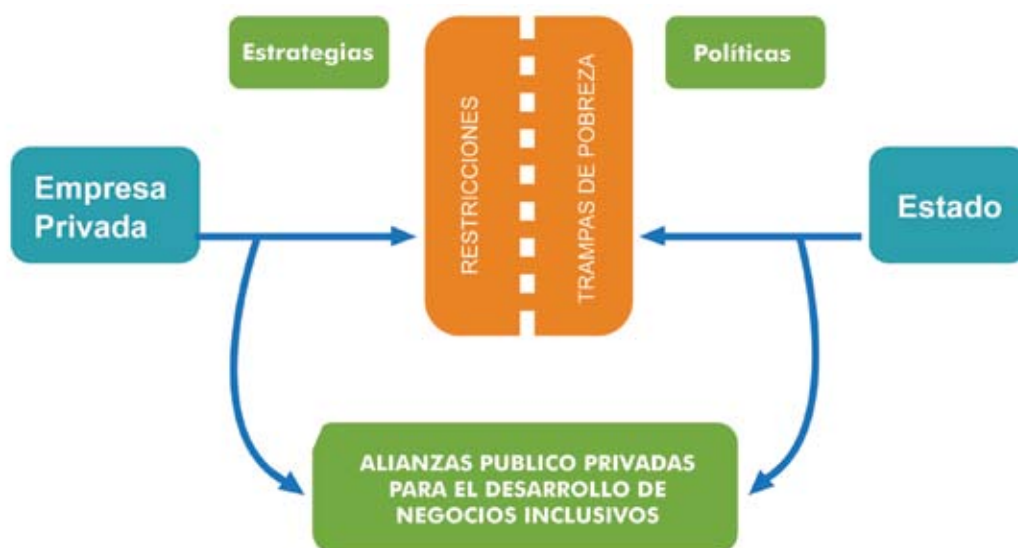 Estrategias
Políticas
RESTRICCIONES
TRAMPAS DE POBREZA
Empresa
Privada
Estado
ALIANZAS PUBLICO PRIVADAS
PARA EL DESARROLLO DE
NEGOCIOS INCLUSIVOS